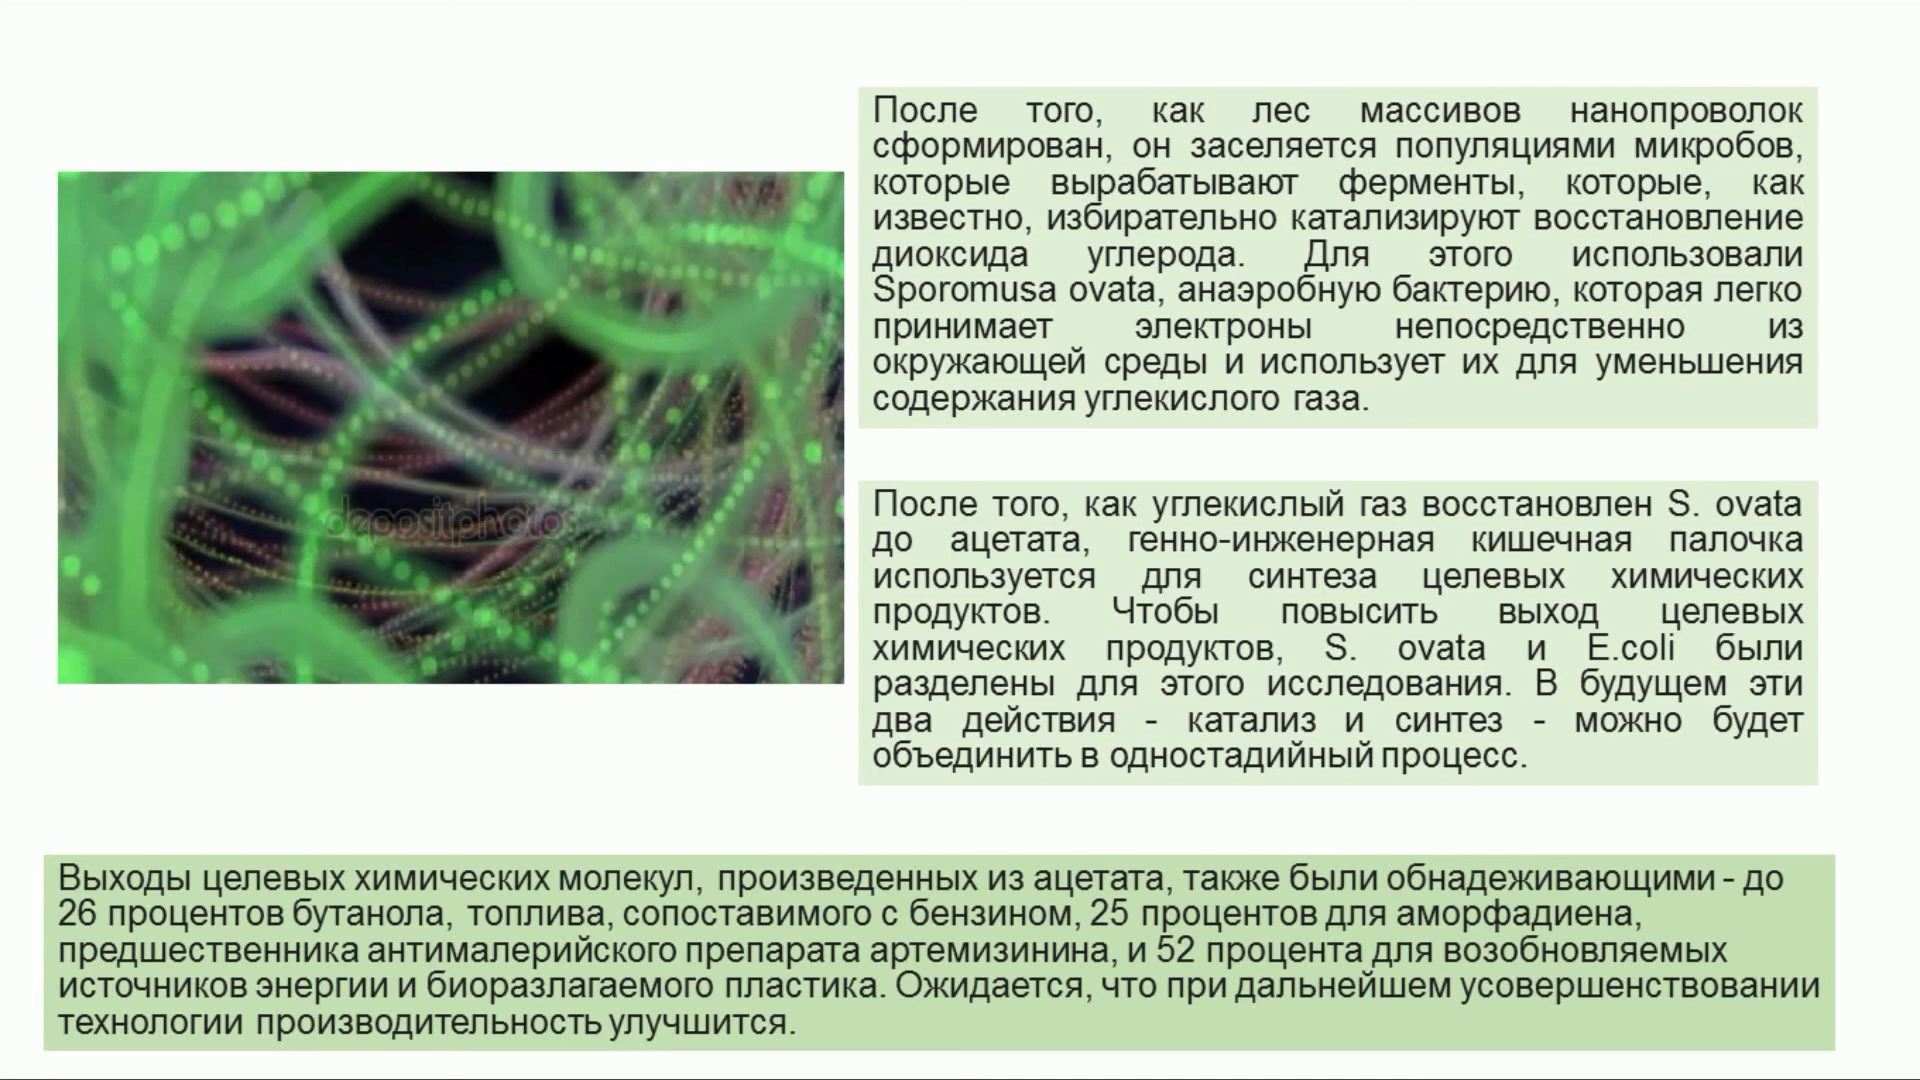 После того, как лес массивов нанопроволок
сформирован, он заселяется популяциями микробов,
которые вырабатывают ферменты, которые, как
известно, избирательно катализируют восстановление
диоксида углерода. Для этого использовали
Sporomusa ovata, анаэробную бактерию, которая легко
принимает электроны непосредственно из
окружающей среды и использует их для уменьшения
содержания углекислого газа.
depositphotos
После того, как углекислый газ восстановлен S. ovata
до ацетата, генно-инженерная кишечная палочка
используется для синтеза целевых химических
продуктов. Чтобы повысить выход целевых
химических продуктов, S. ovata и E.coli были
разделены для этого исследования. В будущем эти
два действия - катализ и синтез - можно будет
объединить в одностадийный процесс.
Выходы целевых химических молекул, произведенных из ацетата, также были обнадеживающими - до
26 процентов бутанола, топлива, сопоставимого с бензином, 25 процентов для аморфадиена,
предшественника антималерийского препарата артемизинина, и 52 процента для возобновляемых
источников энергии и биоразлагаемого пластика. Ожидается, что при дальнейшем усовершенствовании
технологии производительность улучшится.